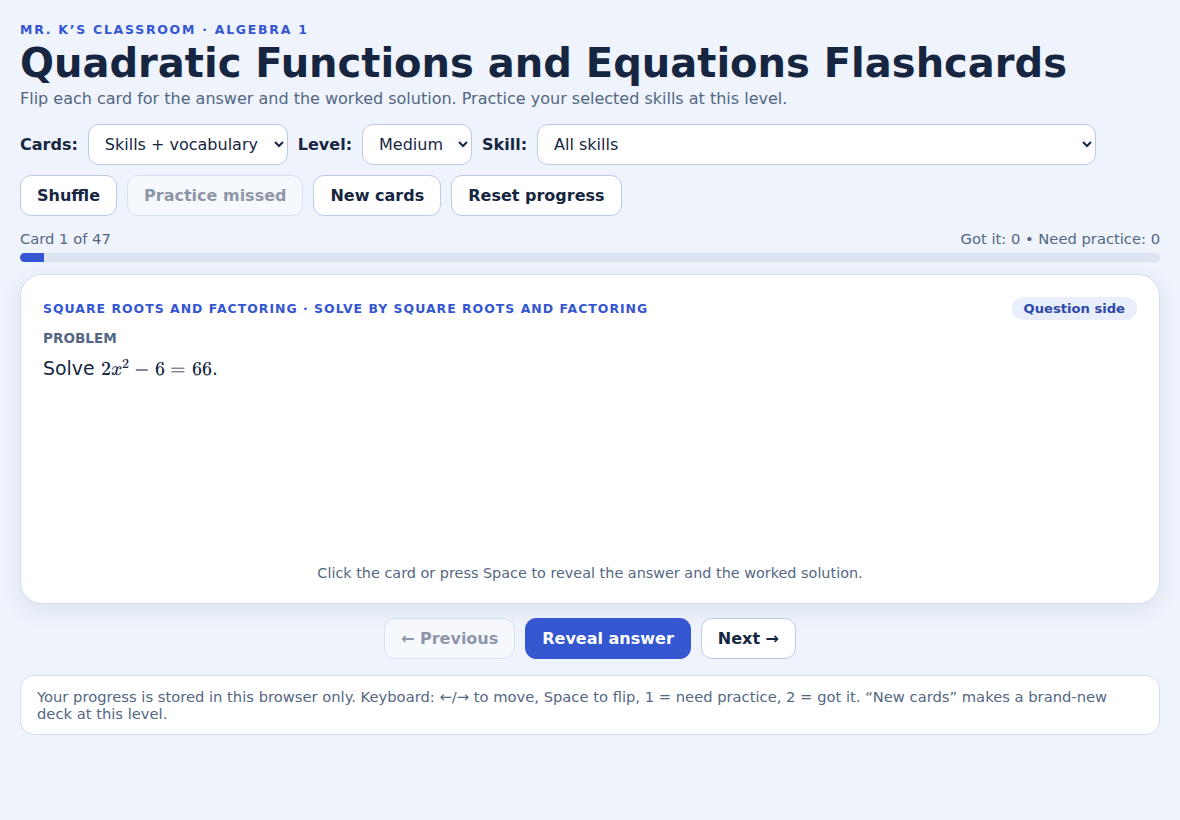 MR. K’S CLASSROOM · ALGEBRA 1
Quadratic Functions and Equations Flashcards
Flip each card for the answer and the worked solution. Practice your selected skills at this level.
Cards: Skills + vocabulary Level: Medium Skill: All skills
Shuffle Practice missed New cards Reset progress
Card 1 of 47 Got it: 0 • Need practice: 0
SQUARE ROOTS AND FACTORING · SOLVE BY SQUARE ROOTS AND FACTORING Question side
PROBLEM
Solve 2x² − 6 = 66.
Click the card or press Space to reveal the answer and the worked solution.
← Previous Reveal answer Next →
Your progress is stored in this browser only. Keyboard: ←/→ to move, Space to flip, 1 = need practice, 2 = got it. “New cards” makes a brand-new
deck at this level.